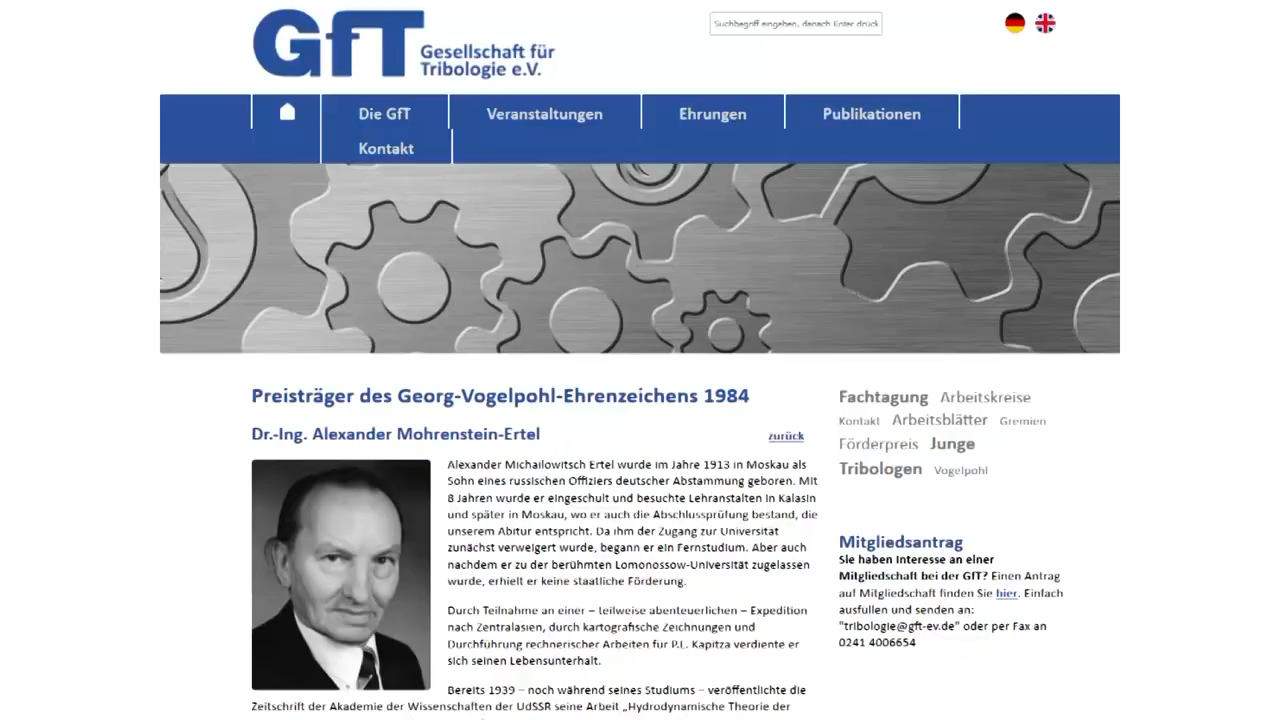 GfT Gesellschaft für
Tribologie e.V.
Suchbegriff eingeben, danach Enter drück
Die GfT
Veranstaltungen
Ehrungen
Publikationen
Kontakt
Preisträger des Georg-Vogelpohl-Ehrenzeichens 1984
Dr.-Ing. Alexander Mohrenstein-Ertel
zurück
Alexander Michailowitsch Ertel wurde im Jahre 1913 in Moskau als
Sohn eines russischen Offiziers deutscher Abstammung geboren. Mit
8 Jahren wurde er eingeschult und besuchte Lehranstalten in Kalasin
und später in Moskau, wo er auch die Abschlussprüfung bestand, die
unserem Abitur entspricht. Da ihm der Zugang zur Universität
zunächst verweigert wurde, begann er ein Fernstudium. Aber auch
nachdem er zu der berühmten Lomonossow-Universität zugelassen
wurde, erhielt er keine staatliche Förderung.
Durch Teilnahme an einer – teilweise abenteuerlichen – Expedition
nach Zentralasien, durch kartografische Zeichnungen und
Durchführung rechnerischer Arbeiten für P.L. Kapitza verdiente er
sich seinen Lebensunterhalt.
Bereits 1939 – noch während seines Studiums – veröffentlichte die
Zeitschrift der Akademie der Wissenschaften der UdSSR seine Arbeit „Hydrodynamische Theorie der
Fachtagung Arbeitskreise
Kontakt Arbeitsblätter Gremien
Förderpreis Junge
Tribologen Vogelpohl
Mitgliedsantrag
Sie haben Interesse an einer
Mitgliedschaft bei der GfT? Einen Antrag
auf Mitgliedschaft finden Sie hier. Einfach
ausfüllen und senden an:
"tribologie@gft-ev.de" oder per Fax an
0241 4006654